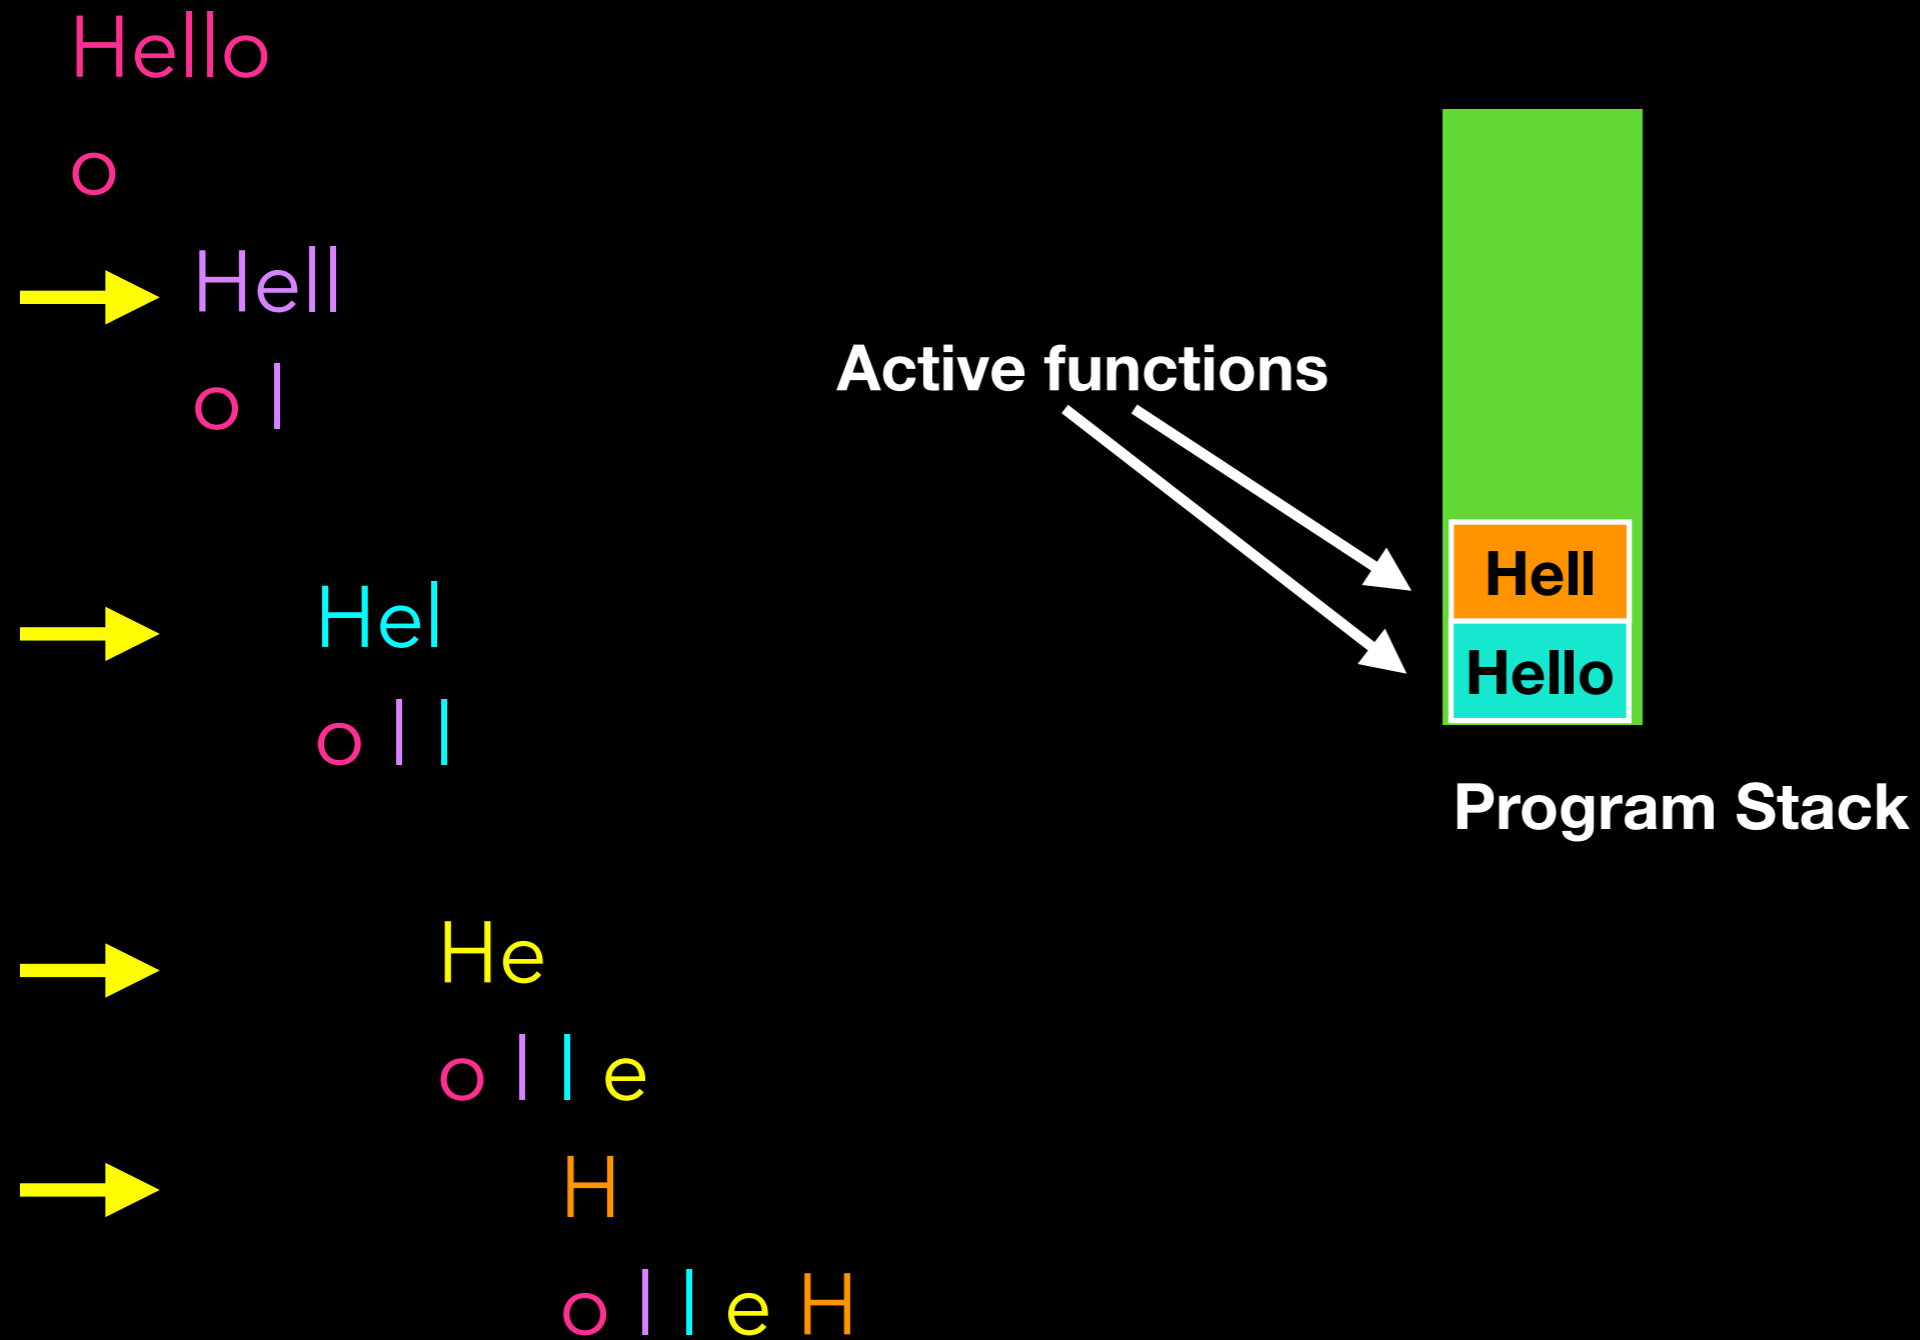 Hello
o
Hell
o l
Hel
o l l
He
o l l e
H
o l l e H
Active functions
Hell
Hello
Program Stack